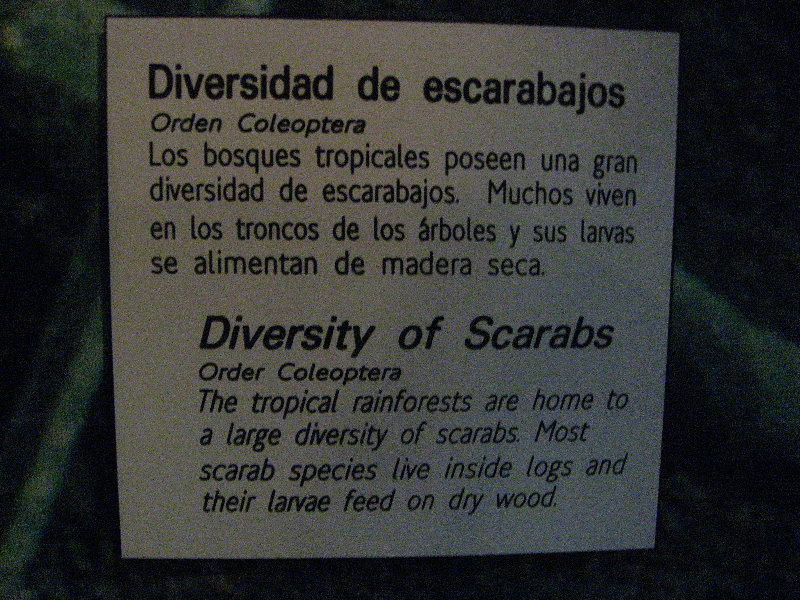 Diversidad de escarabajos
Orden Coleoptera
Los bosques tropicales poseen una gran
diversidad de escarabajos. Muchos viven
en los troncos de los árboles y sus larvas
se alimentan de madera seca.
Diversity of Scarabs
Order Coleoptera
The tropical rainforests are home to
a large diversity of scarabs. Most
scarab species live inside logs and
their larvae feed on dry wood.